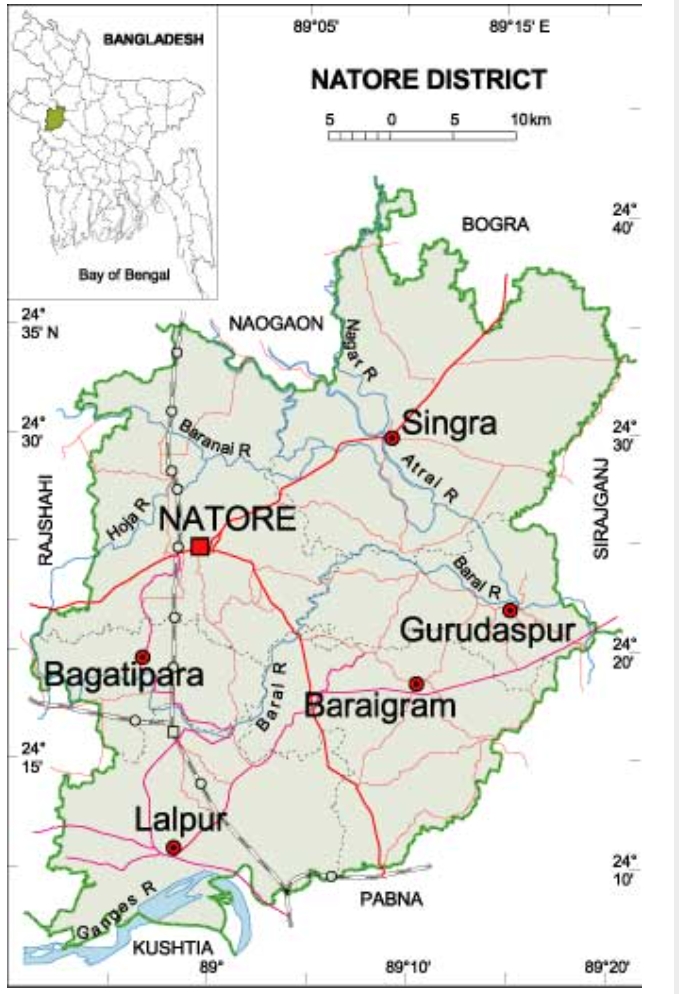 89°05'
89°15' E
BANGLADESH
Bay of Bengal
NATORE DISTRICT
5 0 5 10 km
24°
40'
BOGRA
24°
35' N
NAOGAON
Nagar R
Singra
24°
30'
24°
30'
Baranai R
Atrai R
Hoja R
NATORE
RAJSHAHI
SIRAJGANJ
Baral R
Gurudaspur
24°
20'
Bagatipara
Baral R
Baraigram
24°
15'
Lalpur
24°
10'
PABNA
Ganges R
KUSHTIA
89°
89°10'
89°20'